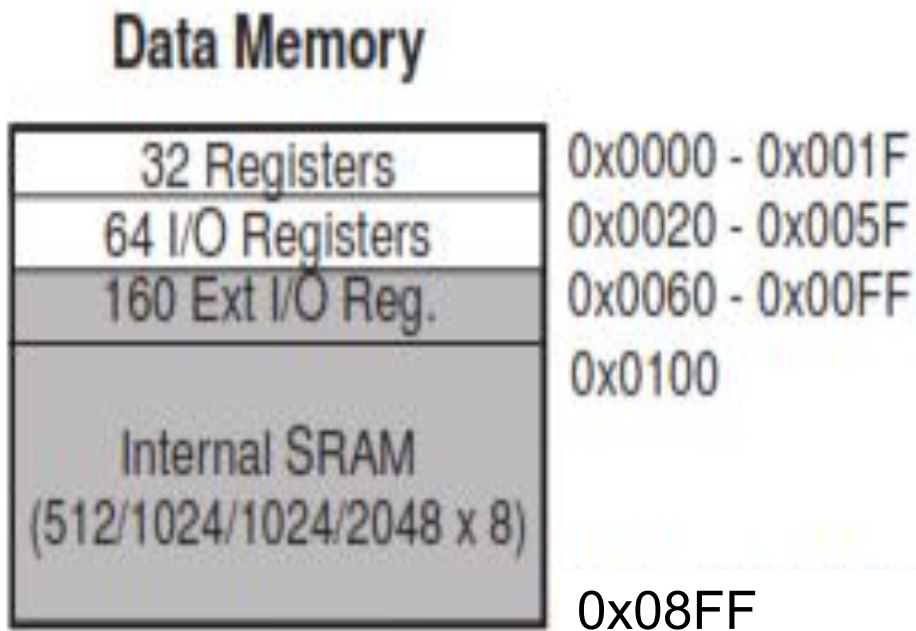 Data Memory
32 Registers 0x0000 - 0x001F
64 I/O Registers 0x0020 - 0x005F
160 Ext I/O Reg. 0x0060 - 0x00FF
0x0100
Internal SRAM
(512/1024/1024/2048 x 8)
0x08FF